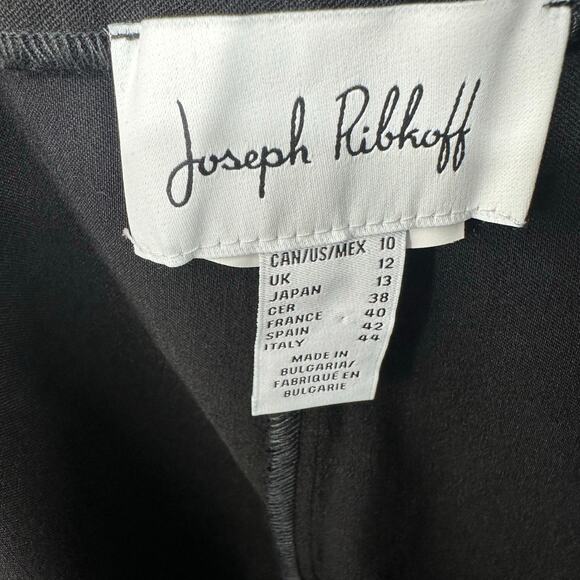 Joseph Ribkoff
CAN/US/MEX 10
UK 12
JAPAN 13
CER 38
FRANCE 40
SPAIN 42
ITALY 44
MADE IN
BULGARIA/
FABRIQUÉ EN
BULGARIE